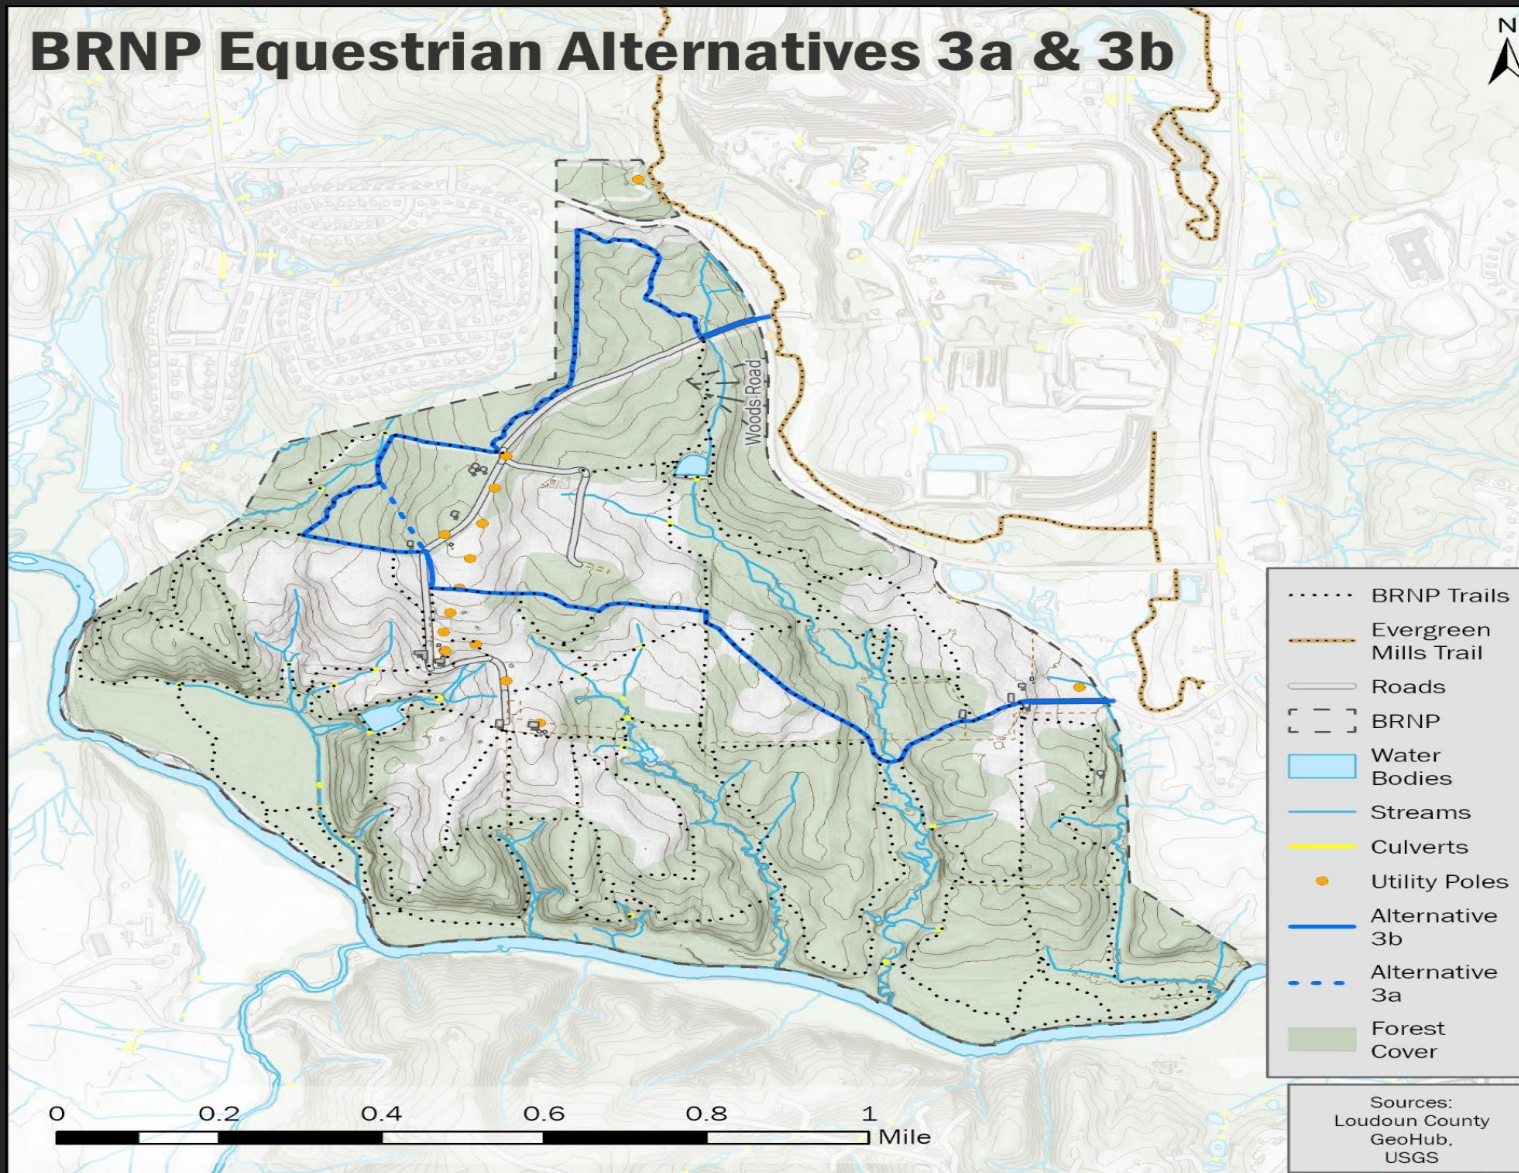 BRNP Equestrian Alternatives 3a & 3b
N
Woods Road
BRNP Trails
Evergreen
Mills Trail
Roads
BRNP
Water
Bodies
Streams
Culverts
Utility Poles
Alternative
3b
Alternative
3a
Forest
Cover
0 0.2 0.4 0.6 0.8 1
Mile
Sources:
Loudoun County
GeoHub,
USGS